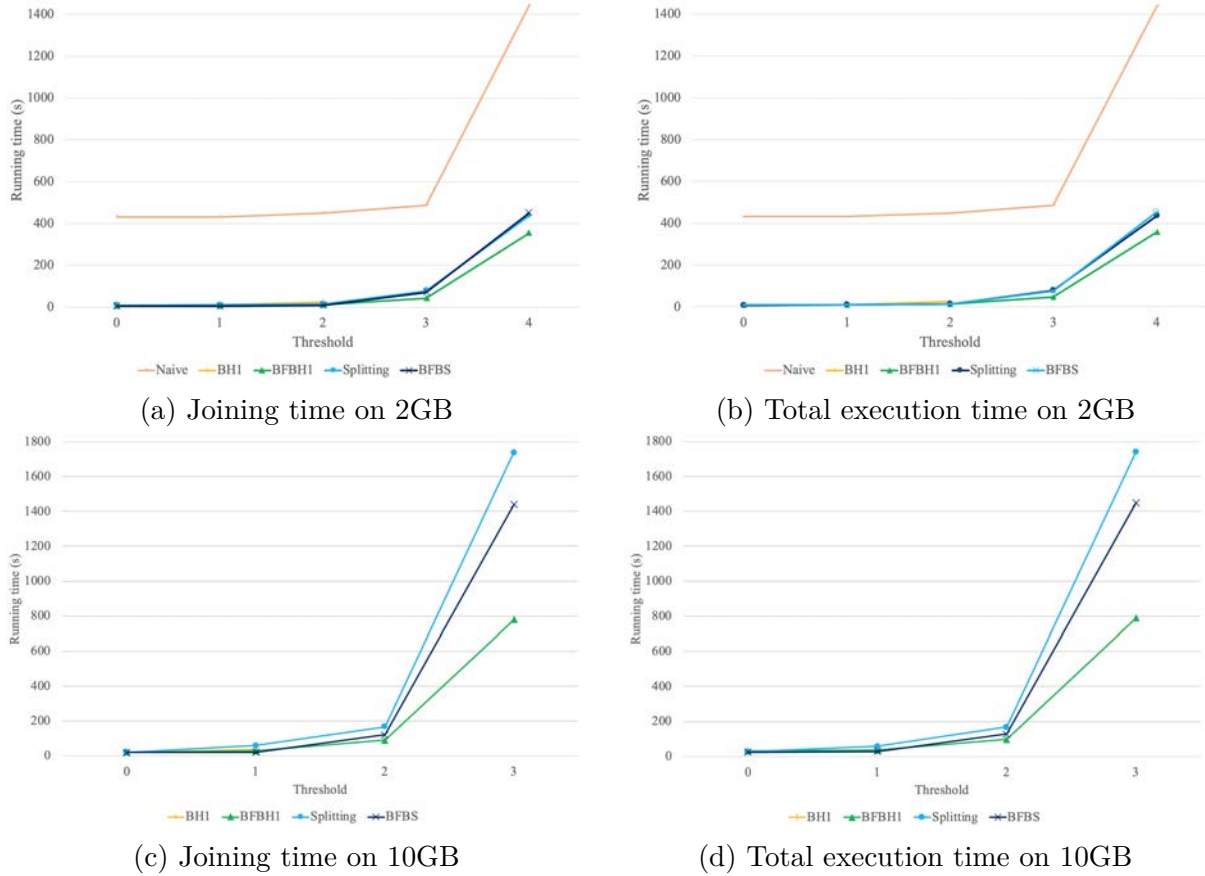 1400
1200
1000
800
600
400
200
0
Running time (s)
0 1 2 3 4
Threshold
Naive BH1 BFBH1 Splitting BFBS
(a) Joining time on 2GB
1400
1200
1000
800
600
400
200
0
Running time (s)
0 1 2 3 4
Threshold
Naive BH1 BFBH1 Splitting BFBS
(b) Total execution time on 2GB
1800
1600
1400
1200
1000
800
600
400
200
0
Running time (s)
0 1 2 3
Threshold
BH1 BFBH1 Splitting BFBS
(c) Joining time on 10GB
1800
1600
1400
1200
1000
800
600
400
200
0
Running time (s)
0 1 2 3
Threshold
BH1 BFBH1 Splitting BFBS
(d) Total execution time on 10GB